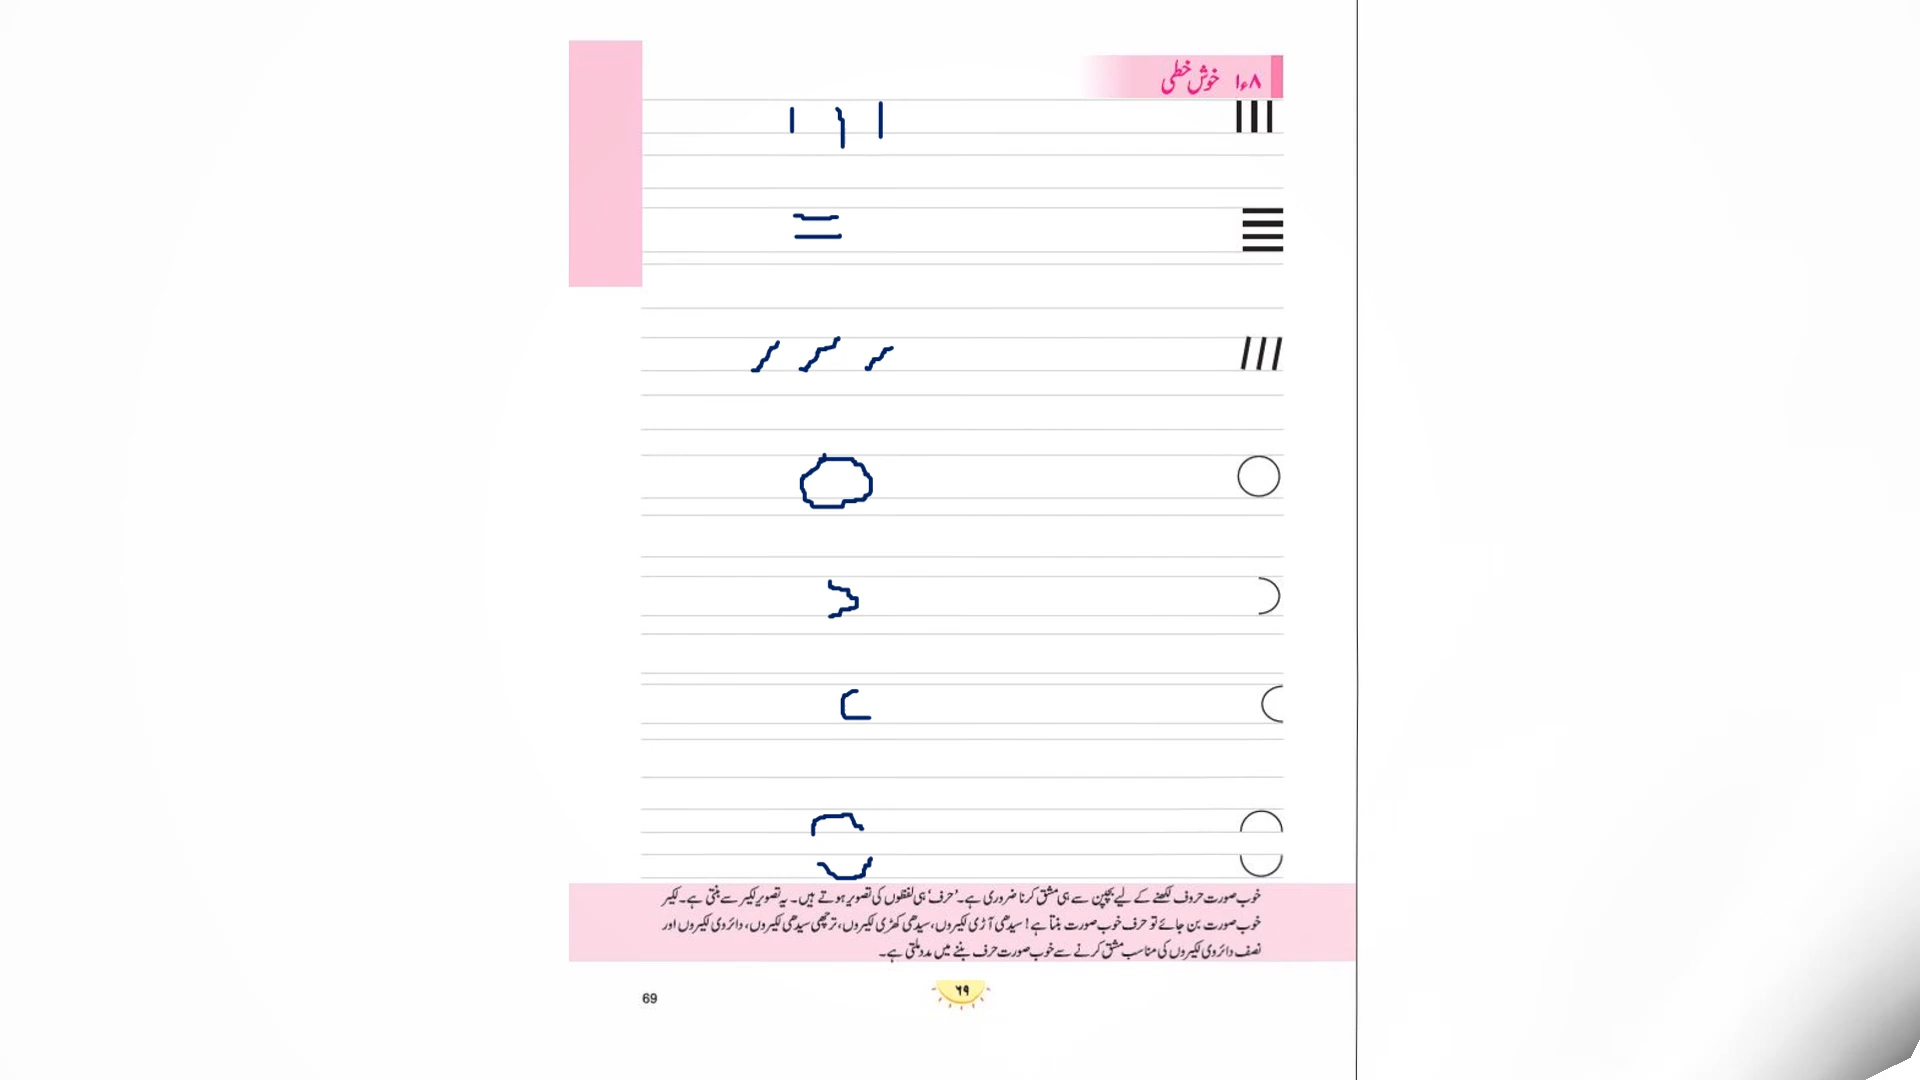 ۸ء۱ خوش خطی
خوب صورت حروف لکھنے کے لیے بچپن سے ہی مشق کرنا ضروری ہے۔ ’حرف‘ ہی لفظوں کی تصویر ہوتے ہیں۔ یہ تصویر لکیر سے بنتی ہے۔ لکیر
خوب صورت بن جائے تو حرف خوب صورت بنتا ہے! سیدھی آڑی لکیروں، سیدھی کھڑی لکیروں، ترچھی سیدھی لکیروں، دائروی لکیروں اور
نصف دائروی لکیروں کی مناسب مشق کرنے سے خوب صورت حرف بننے میں مدد ملتی ہے۔
۶۹
69